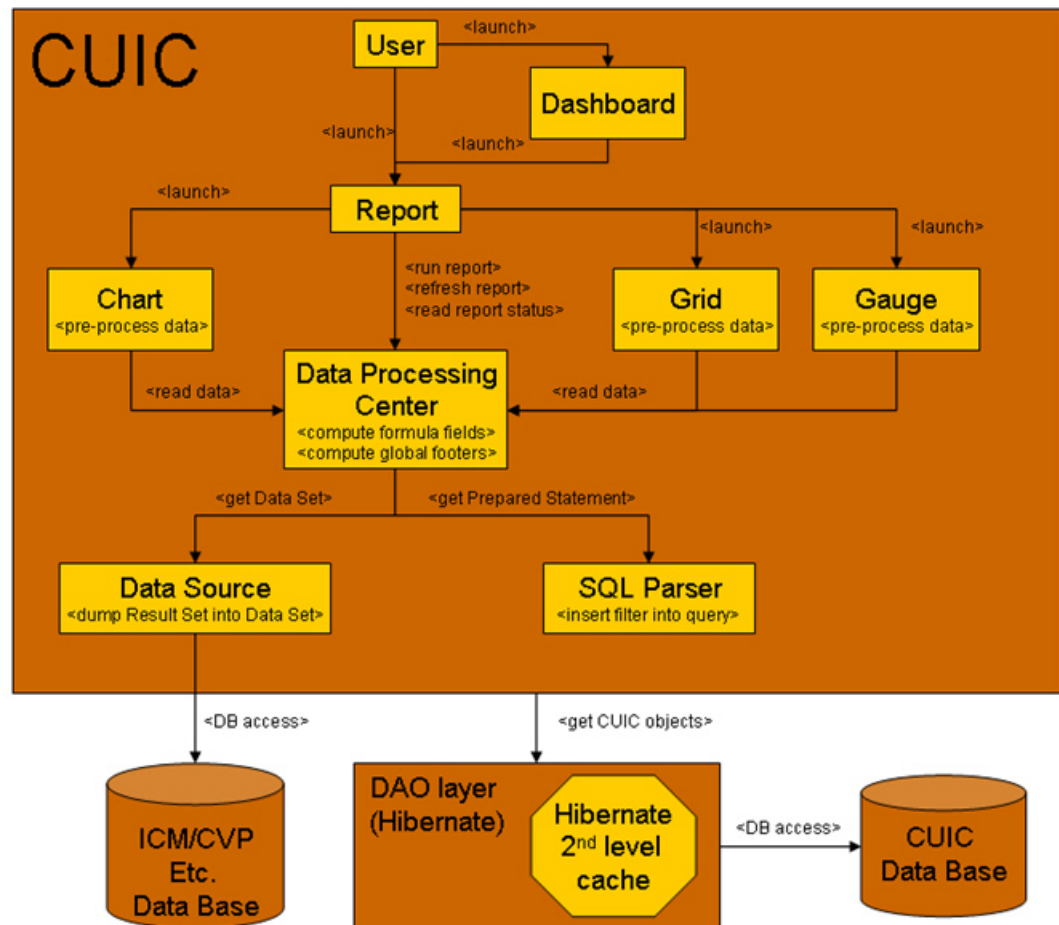 CUIC
User
<launch>
Dashboard
<launch>
<launch>
<launch>
Report
<launch>
<launch>
<run report>
<refresh report>
<read report status>
Chart
<pre-process data>
Grid
<pre-process data>
Gauge
<pre-process data>
<read data>
Data Processing
Center
<compute formula fields>
<compute global footers>
<read data>
<get Data Set>
<get Prepared Statement>
Data Source
<dump Result Set into Data Set>
SQL Parser
<insert filter into query>
<DB access>
<get CUIC objects>
ICM/CVP
Etc.
Data Base
DAO layer
(Hibernate)
Hibernate
2nd level
cache
<DB access>
CUIC
Data Base